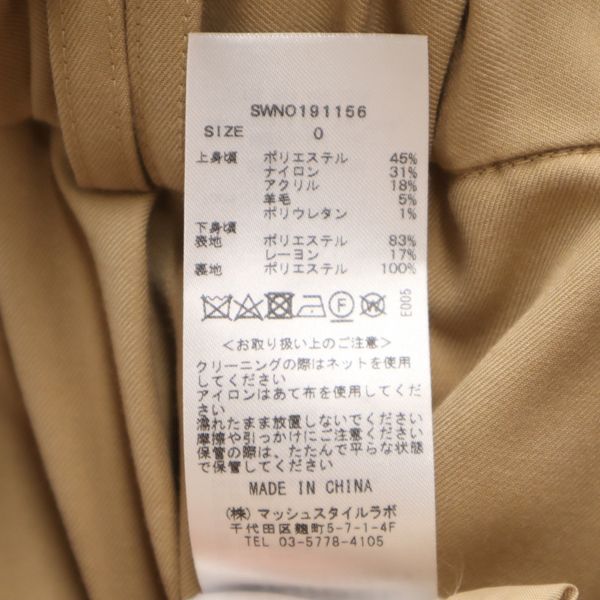 SWNO191156
SIZE 0
上身頃 ポリエステル 45%
ナイロン 31%
アクリル 18%
羊毛 5%
ポリウレタン 1%
下身頃
表地 ポリエステル 83%
レーヨン 17%
裏地 ポリエステル 100%
F W E005
<お取り扱い上のご注意>
クリーニングの際はネットを使用
してください
アイロンはあて布を使用してくだ
さい
濡れたまま放置しないでください
摩擦や引っかけにご注意ください
保管の際は、たたんで平らな状態
で保管してください
MADE IN CHINA
(株) マッシュスタイルラボ
千代田区麹町5-7-1-4F
TEL 03-5778-4105